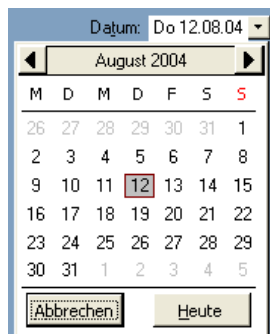 Datum: Do 12.08.04
August 2004
M D M D F S S
26 27 28 29 30 31 1
2 3 4 5 6 7 8
9 10 11 12 13 14 15
16 17 18 19 20 21 22
23 24 25 26 27 28 29
30 31 1 2 3 4 5
Abbrechen Heute